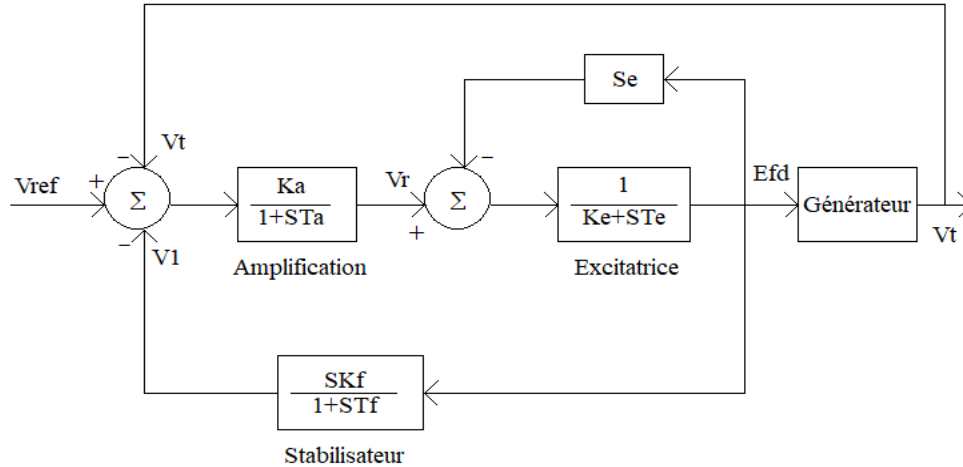 Se
−
−
Vt
Vref
+
Σ
Ka
1+STa
Amplification
Vr
+
Σ
1
Ke+STe
Excitatrice
Efd
Générateur
Vt
−
V1
SKf
1+STf
Stabilisateur